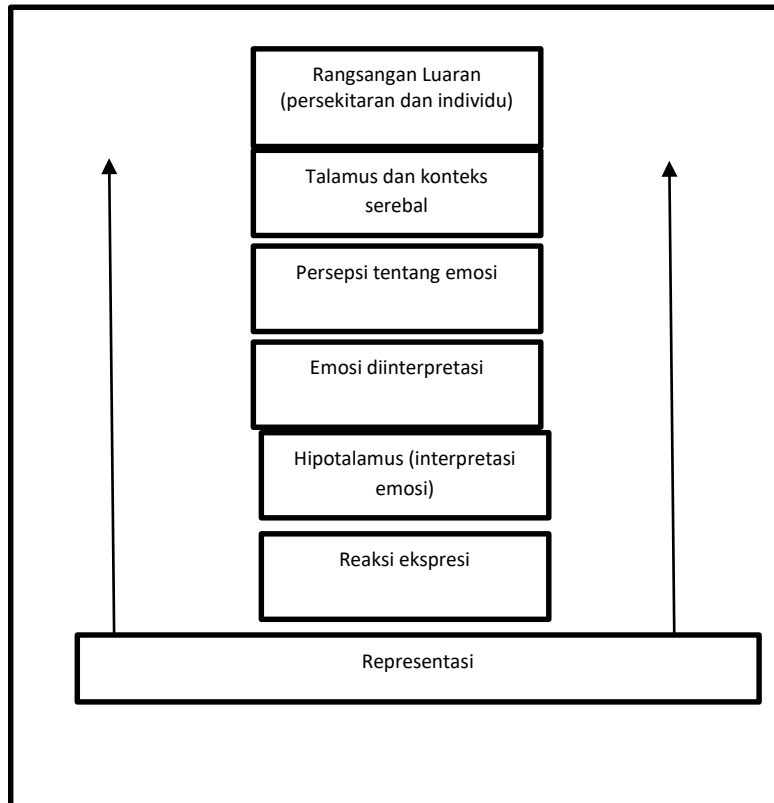 Rangsangan Luaran
(persekitaran dan individu)
Talamus dan konteks
serebal
Persepsi tentang emosi
Emosi diinterpretasi
Hipotalamus (interpretasi
emosi)
Reaksi ekspresi
Representasi